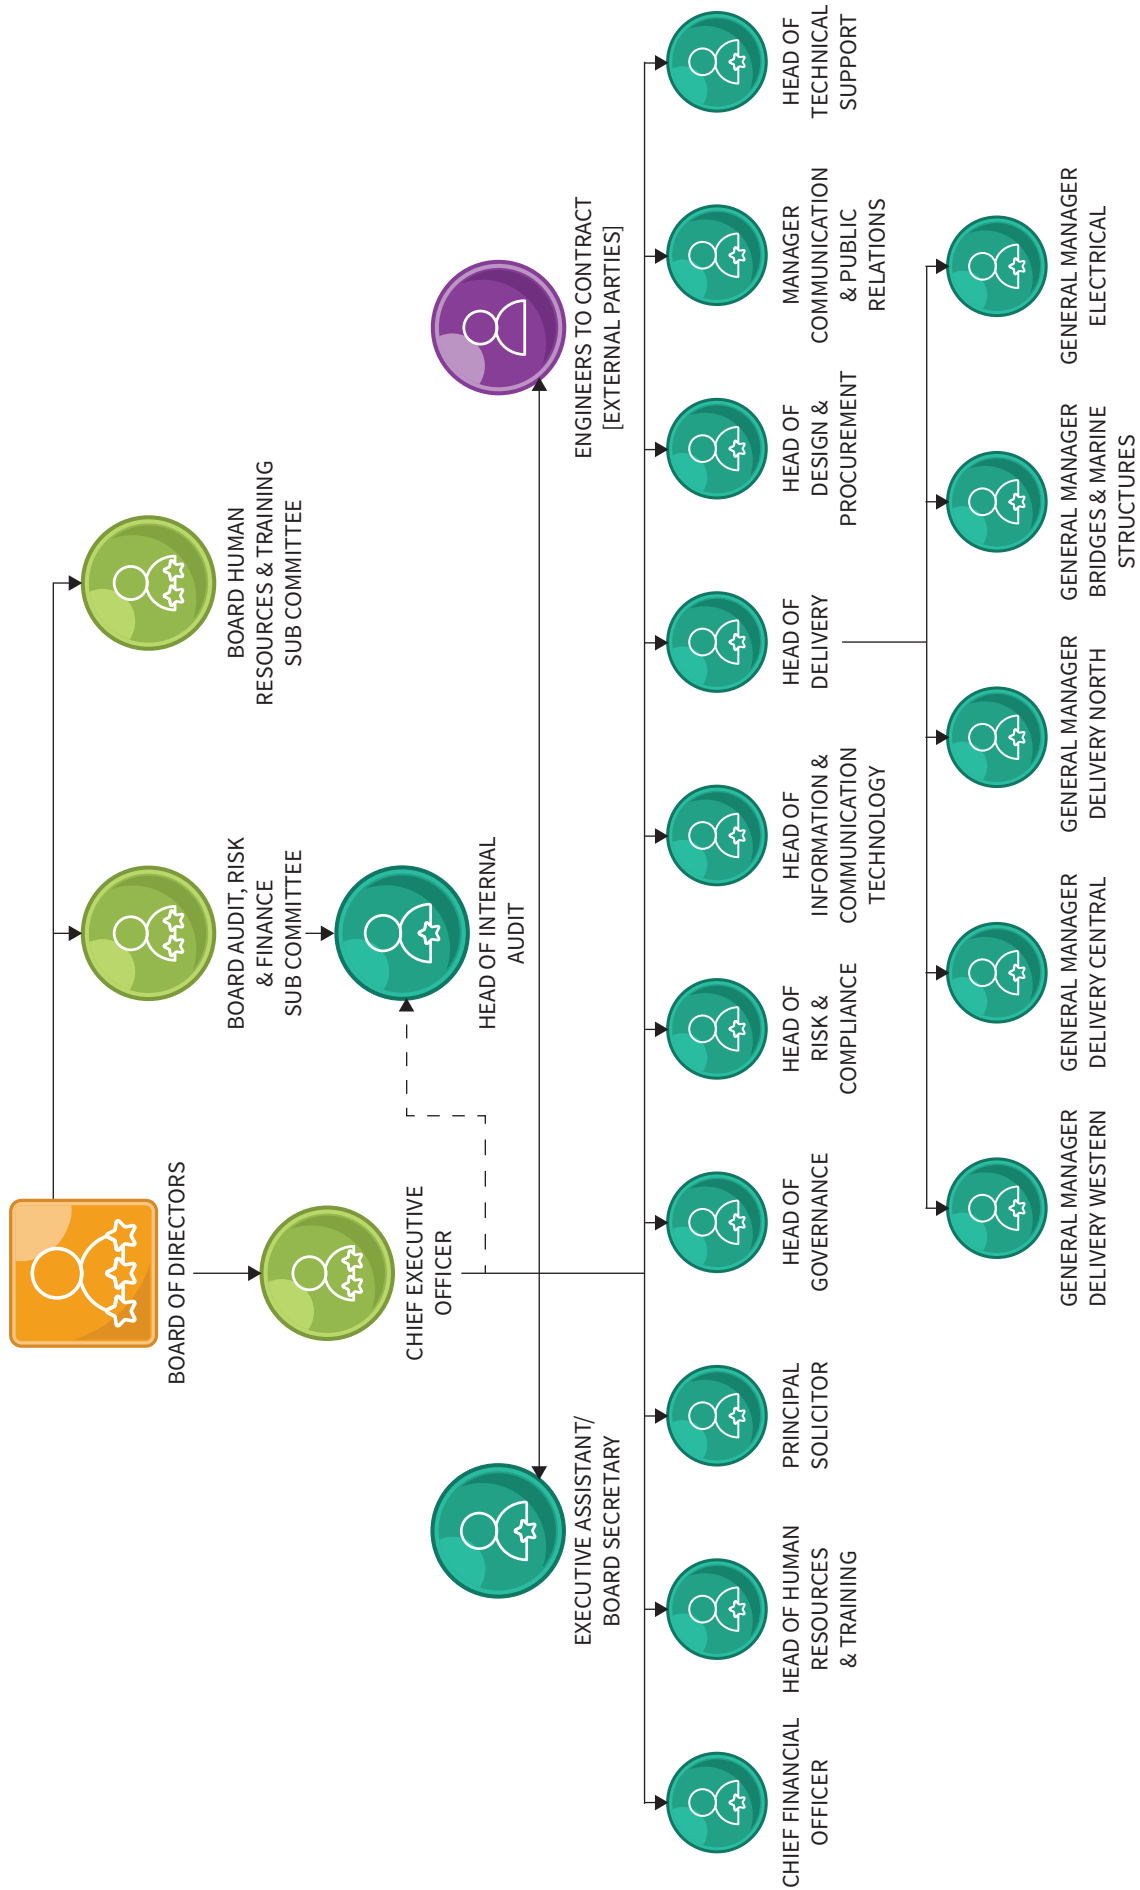 BOARD OF DIRECTORS
BOARD AUDIT, RISK
& FINANCE
SUB COMMITTEE
BOARD HUMAN
RESOURCES & TRAINING
SUB COMMITTEE
CHIEF EXECUTIVE
OFFICER
HEAD OF INTERNAL
AUDIT
EXECUTIVE ASSISTANT/
BOARD SECRETARY
ENGINEERS TO CONTRACT
[EXTERNAL PARTIES]
CHIEF FINANCIAL
OFFICER
HEAD OF HUMAN
RESOURCES
& TRAINING
PRINCIPAL
SOLICITOR
HEAD OF
GOVERNANCE
HEAD OF
RISK &
COMPLIANCE
HEAD OF
INFORMATION &
COMMUNICATION
TECHNOLOGY
HEAD OF
DELIVERY
HEAD OF
DESIGN &
PROCUREMENT
MANAGER
COMMUNICATION
& PUBLIC
RELATIONS
HEAD OF
TECHNICAL
SUPPORT
GENERAL MANAGER
DELIVERY WESTERN
GENERAL MANAGER
DELIVERY CENTRAL
GENERAL MANAGER
DELIVERY NORTH
GENERAL MANAGER
BRIDGES & MARINE
STRUCTURES
GENERAL MANAGER
ELECTRICAL